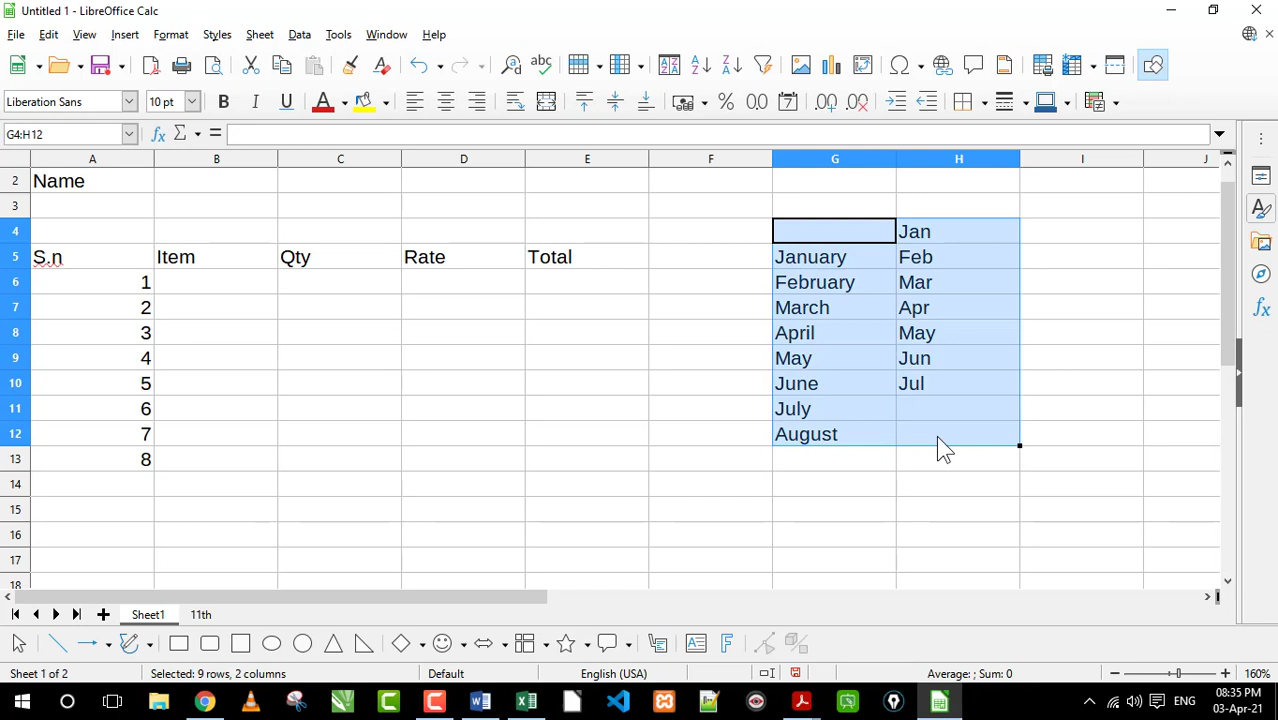 Untitled 1 - LibreOffice Calc
File Edit View Insert Format Styles Sheet Data Tools Window Help
Liberation Sans 10 pt
G4:H12
A B C D E F G H I J
2 Name
3
4 Jan
5 S.n Item Qty Rate Total January Feb
6 1 February Mar
7 2 March Apr
8 3 April May
9 4 May Jun
10 5 June Jul
11 6 July
12 7 August
13 8
14
15
16
17
18
Sheet1 11th
Sheet 1 of 2 Selected: 9 rows, 2 columns Default English (USA) Average: ; Sum: 0 160%
ENG 08:35 PM
03-Apr-21